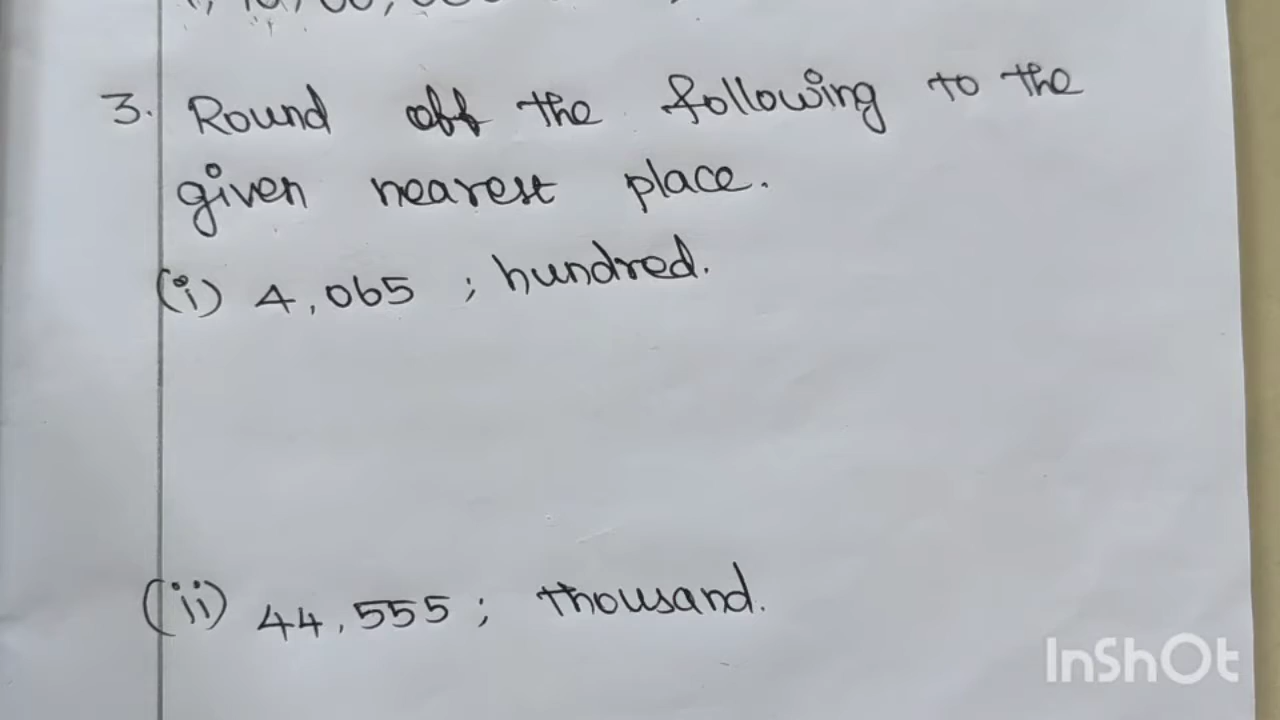 3. Round off the following to the
given nearest place.
(i) 4,065 ; hundred.
(ii) 44,555 ; thousand.
InShOt